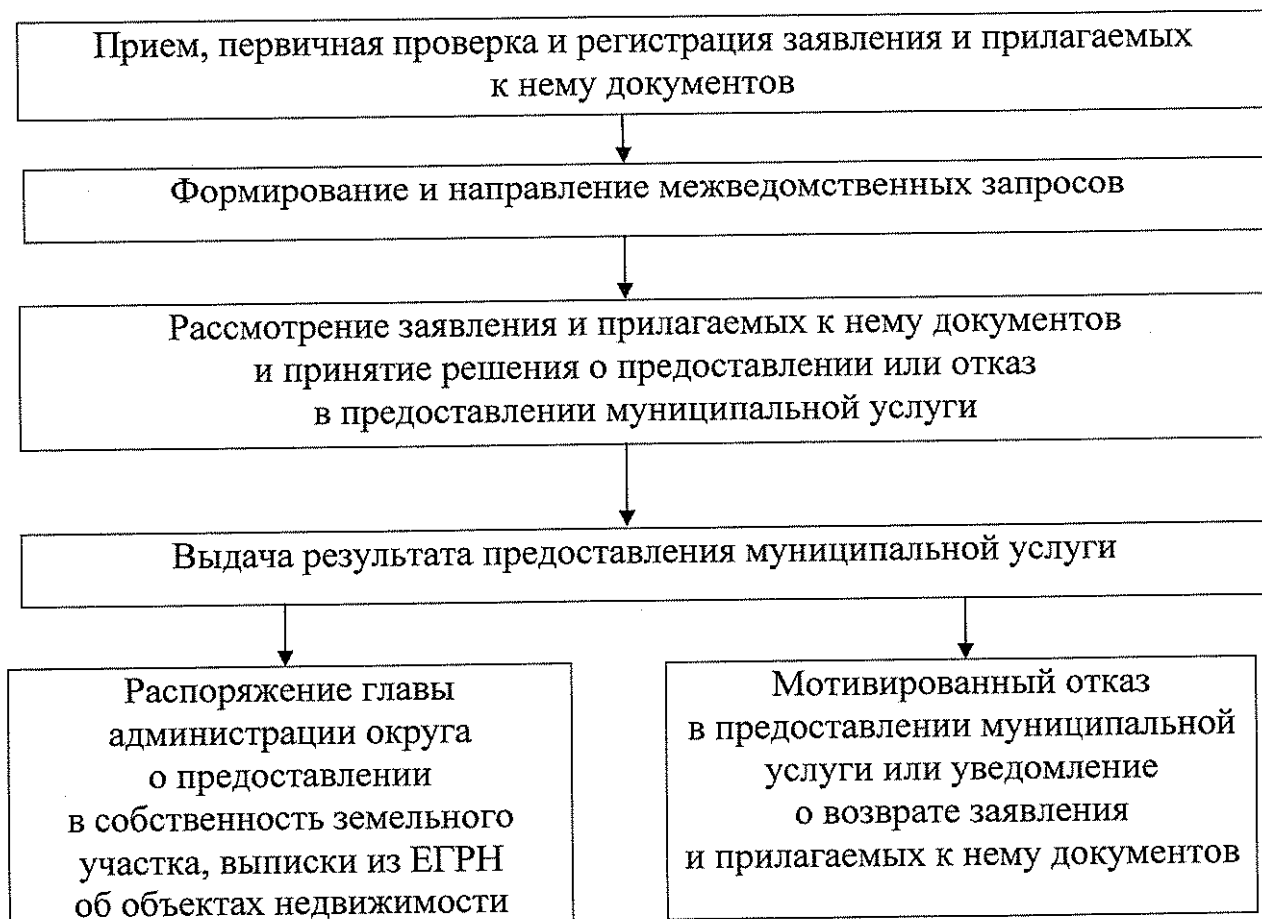 Прием, первичная проверка и регистрация заявления и прилагаемых
к нему документов
Формирование и направление межведомственных запросов
Рассмотрение заявления и прилагаемых к нему документов
и принятие решения о предоставлении или отказ
в предоставлении муниципальной услуги
Выдача результата предоставления муниципальной услуги
Распоряжение главы
администрации округа
о предоставлении
в собственность земельного
участка, выписки из ЕГРН
об объектах недвижимости
Мотивированный отказ
в предоставлении муниципальной
услуги или уведомление
о возврате заявления
и прилагаемых к нему документов